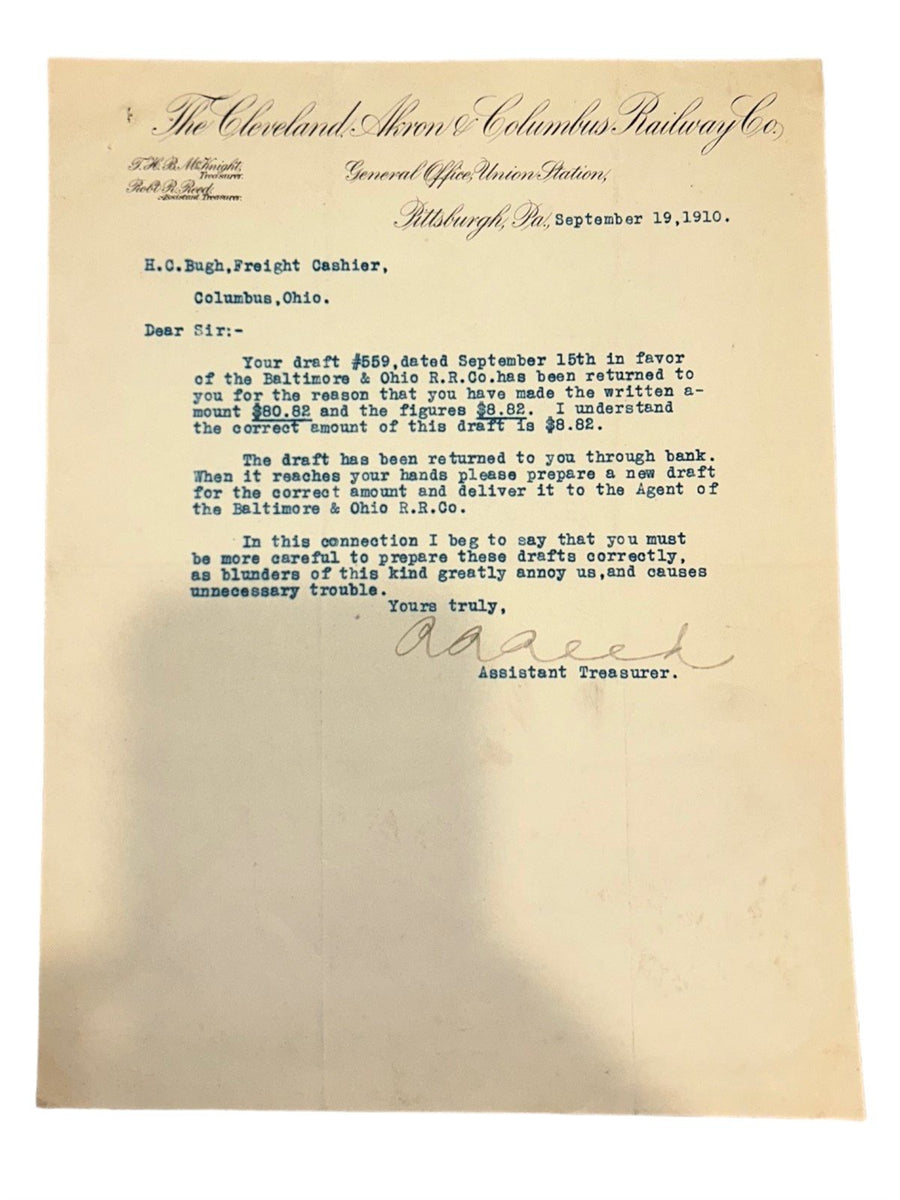 The Cleveland, Akron & Columbus Railway Co.,
T. H. B. McKnight,
Treasurer.
Robt. R. Reed,
Assistant Treasurer.
General Office, Union Station,
Pittsburgh, Pa., September 19,1910.
H.C.Bugh,Freight Cashier,
Columbus,Ohio.
Dear Sir:-
Your draft #559,dated September 15th in favor
of the Baltimore & Ohio R.R.Co.has been returned to
you for the reason that you have made the written a-
mount $80.82 and the figures $8.82. I understand
the correct amount of this draft is $8.82.
The draft has been returned to you through bank.
When it reaches your hands please prepare a new draft
for the correct amount and deliver it to the Agent of
the Baltimore & Ohio R.R.Co.
In this connection I beg to say that you must
be more careful to prepare these drafts correctly,
as blunders of this kind greatly annoy us,and causes
unnecessary trouble.
Yours truly,
Assistant Treasurer.